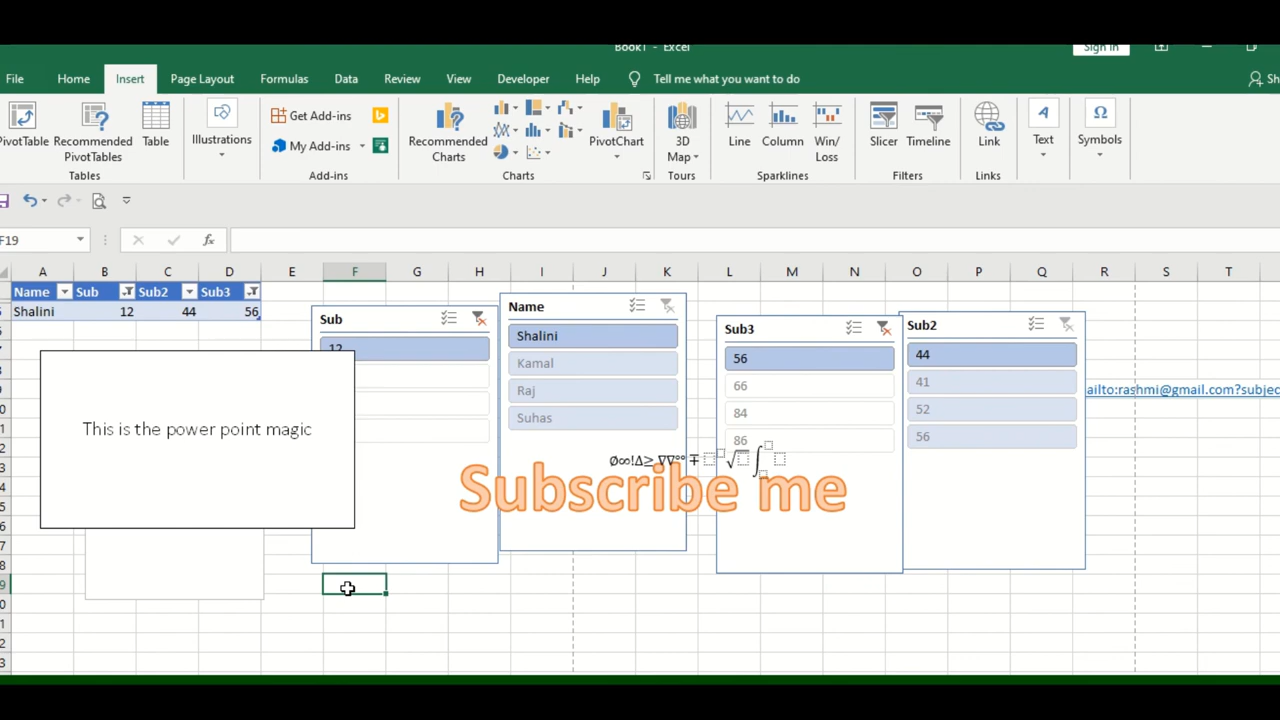 Book1 - Excel
Sign in
File Home Insert Page Layout Formulas Data Review View Developer Help Tell me what you want to do
PivotTable Recommended PivotTables Table
Tables
Illustrations
Get Add-ins
My Add-ins
Add-ins
Recommended Charts
PivotChart
Charts
3D Map
Tours
Line Column Win/Loss
Sparklines
Slicer Timeline
Filters
Link
Links
Text
Symbols
F19
fx
A B C D E F G H I J K L M N O P Q R S T
Name Sub Sub2 Sub3
Shalini 12 44 56
Sub
12
Name
Shalini
Kamal
Raj
Suhas
Sub3
56
66
84
86
Sub2
44
41
52
56
ailto:rashmi@gmail.com?subjec
This is the power point magic
Ø∞!∆≥ ∇∇°° ∓ √ ∫
Subscribe me